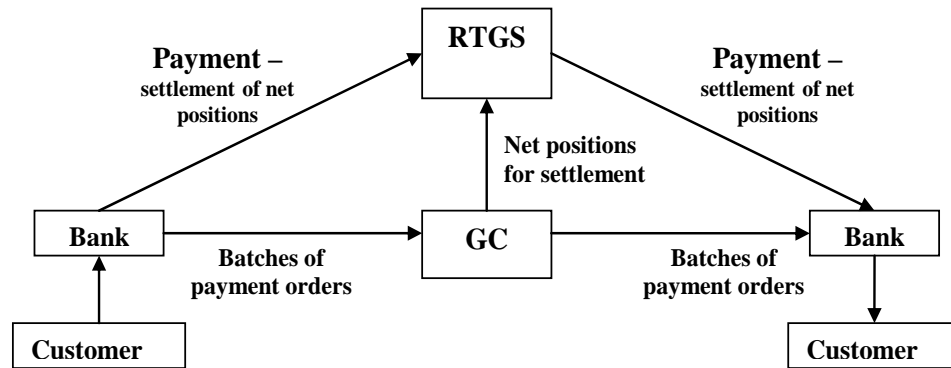 RTGS
Payment –
settlement of net
positions
Payment –
settlement of net
positions
Net positions
for settlement
Bank
GC
Bank
Batches of
payment orders
Batches of
payment orders
Customer
Customer